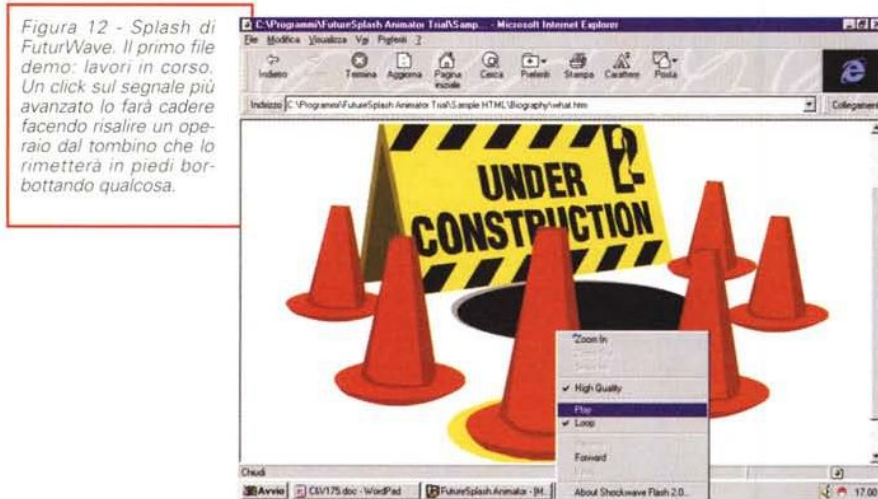 Figura 12 - Splash di
FuturWave. Il primo file
demo: lavori in corso.
Un click sul segnale più
avanzato lo farà cadere
facendo risalire un ope-
raio dal tombino che lo
rimetterà in piedi bor-
bottando qualcosa.
C:\Programmi\FutureSplash Animator Trial\Samp... - Microsoft Internet Explorer
File Modifica Visualizza Vai Preferiti ?
Indietro Termina Aggiorna Pagina iniziale Cerca Preferiti Stampa Carattere Posta
Indirizzo C:\Programmi\FutureSplash Animator Trial\Sample HTML\Biography\what.htm Collegamenti
UNDER
CONSTRUCTION
Zoom In
High Quality
Play
Loop
Forward
About Shockwave Flash 2.0...
Chiudi
Avvio C&V175.doc - WordPad FutureSplash Animator - [M... 17.00